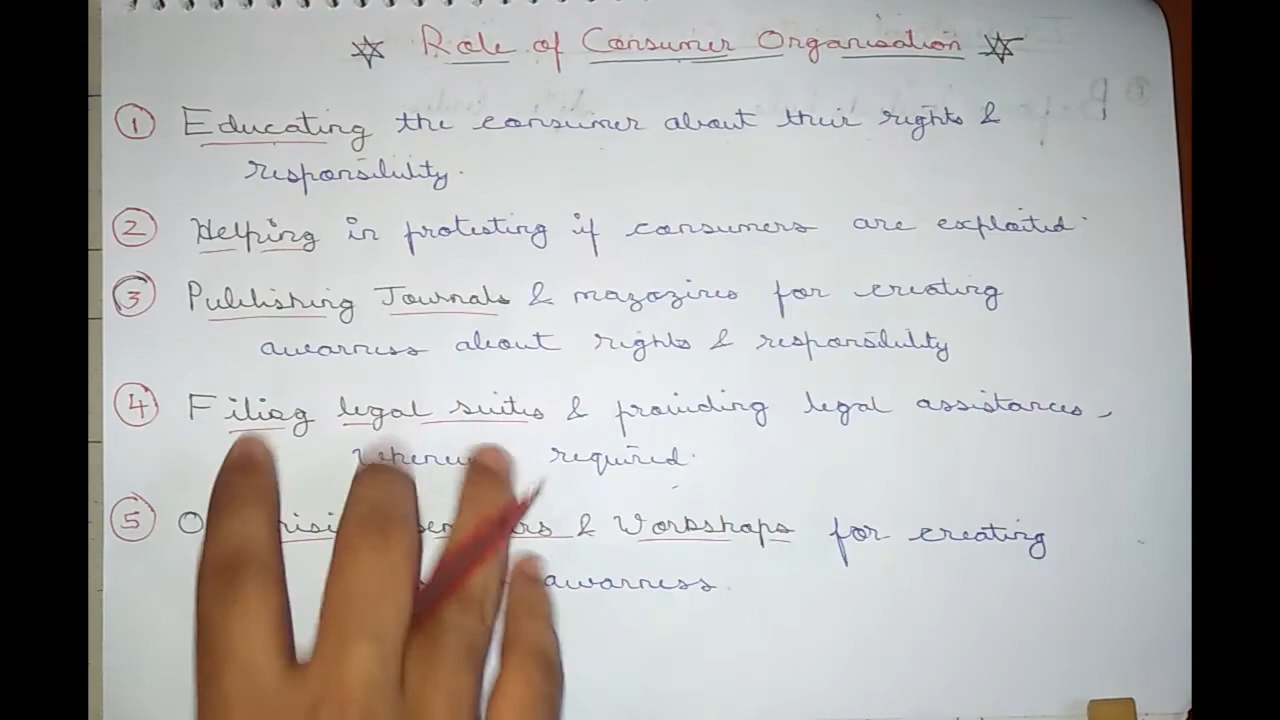 ☆ Role of Consumer Organisation ☆
① Educating the consumer about their rights &
responsibility.
② Helping in protesting if consumers are exploited.
③ Publishing Journals & magazines for creating
awarness about rights & responsibility
④ Filing legal suits & providing legal assistances,
required.
⑤ & Workshops for creating
awarness.